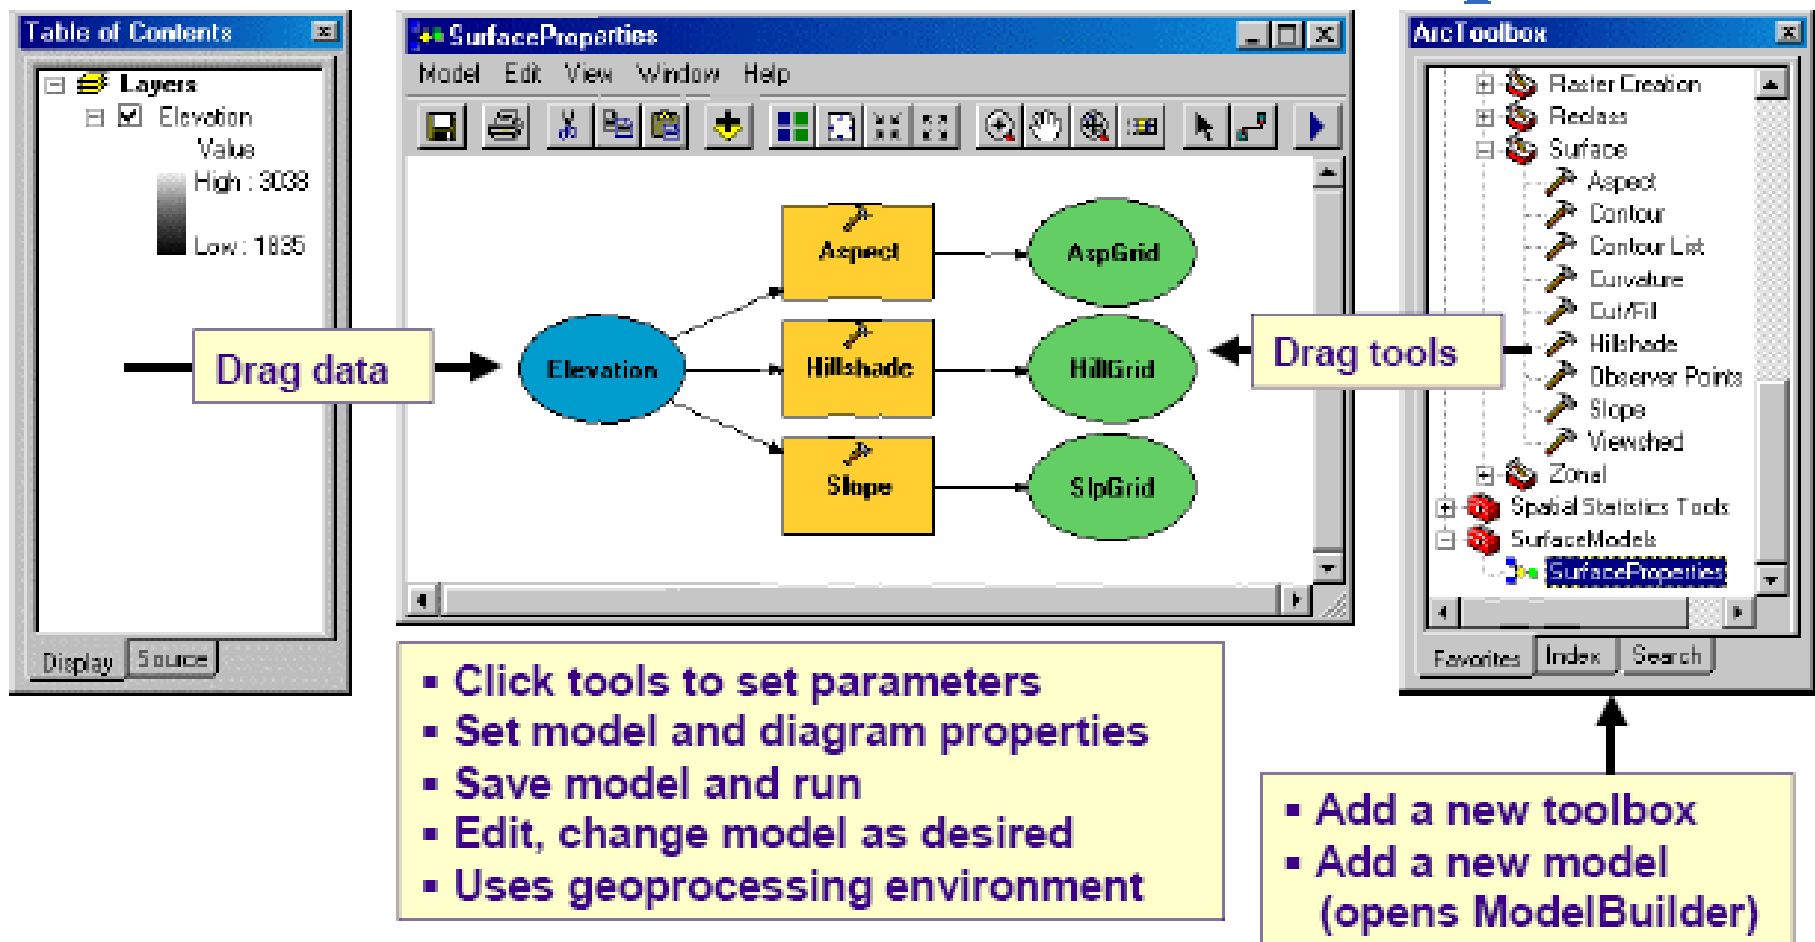 Table of Contents
Layers
Elevation
Value
High : 3038
Low : 1835
Display
Source
Drag data
SurfaceProperties
Model Edit View Window Help
Elevation
Aspect
AspGrid
Hillshade
HillGrid
Slope
SlpGrid
Drag tools
ArcToolbox
Raster Creation
Reclass
Surface
Aspect
Contour
Contour List
Curvature
Cut/Fill
Hillshade
Observer Points
Slope
Viewshed
Zonal
Spatial Statistics Tools
SurfaceModels
SurfaceProperties
Favorites
Index
Search
▪ Click tools to set parameters
▪ Set model and diagram properties
▪ Save model and run
▪ Edit, change model as desired
▪ Uses geoprocessing environment
▪ Add a new toolbox
▪ Add a new model
(opens ModelBuilder)